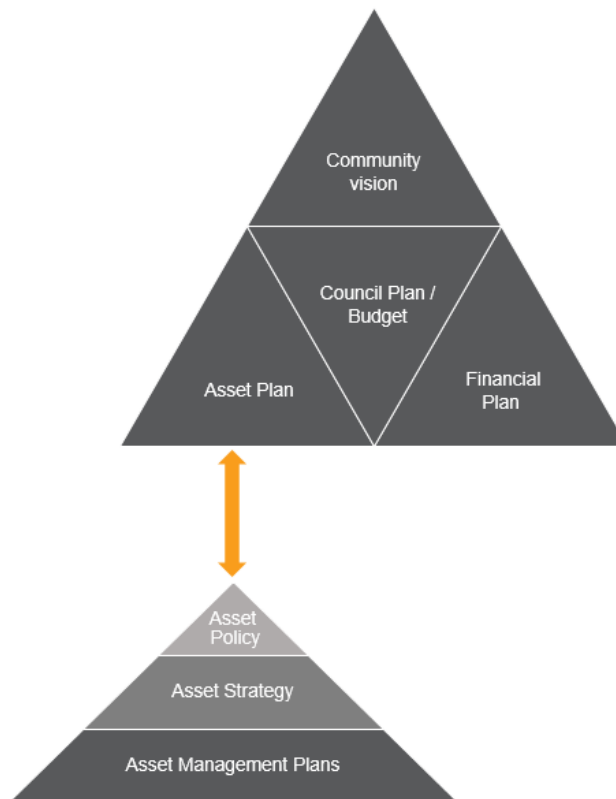 Community
vision
Council Plan /
Budget
Asset Plan
Financial
Plan
Asset
Policy
Asset Strategy
Asset Management Plans